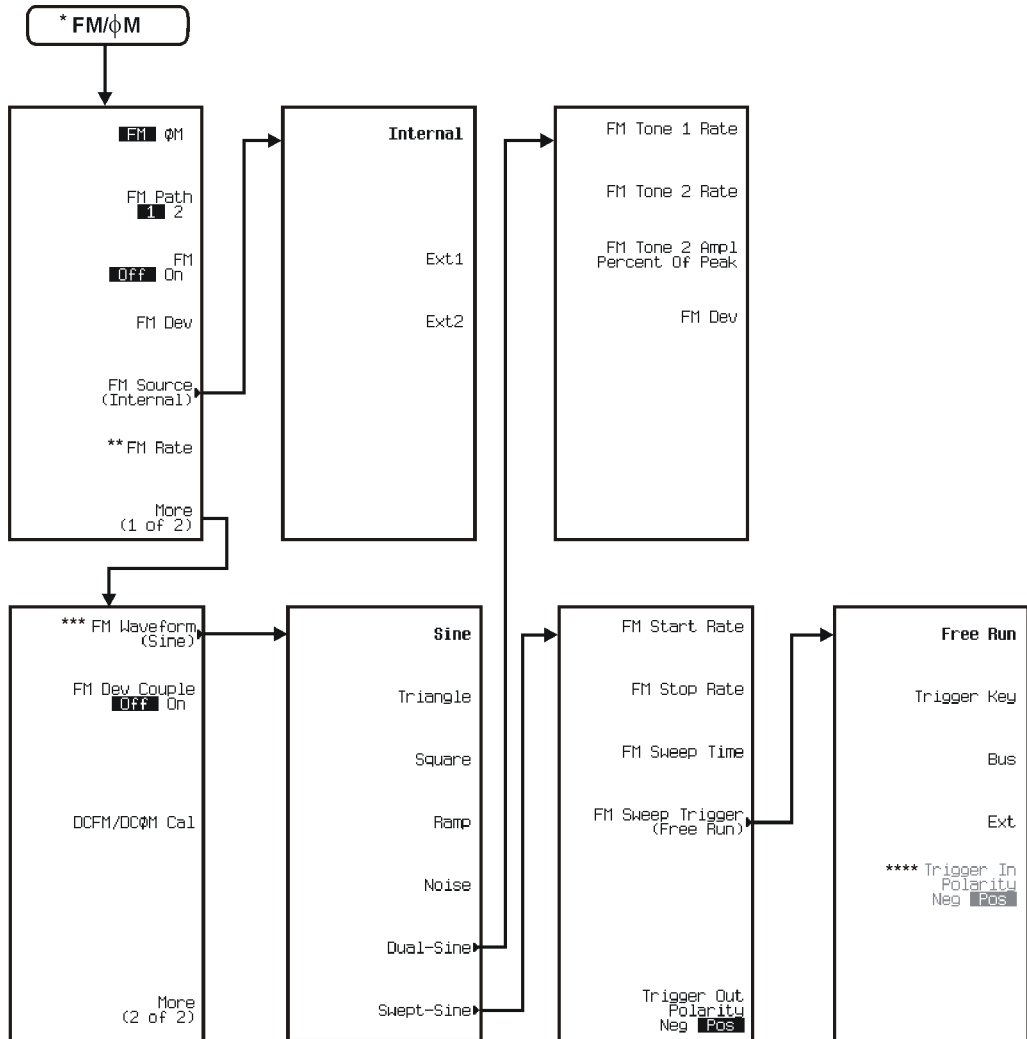 * FM/ϕM
FM ϕM
FM Path
1 2
FM
Off On
FM Dev
FM Source
(Internal)
**FM Rate
More
(1 of 2)
Internal
Ext1
Ext2
FM Tone 1 Rate
FM Tone 2 Rate
FM Tone 2 Ampl
Percent Of Peak
FM Dev
*** FM Waveform
(Sine)
FM Dev Couple
Off On
DCFM/DCϕM Cal
More
(2 of 2)
Sine
Triangle
Square
Ramp
Noise
Dual-Sine
Swept-Sine
FM Start Rate
FM Stop Rate
FM Sweep Time
FM Sweep Trigger
(Free Run)
Trigger Out
Polarity
Neg Pos
Free Run
Trigger Key
Bus
Ext
**** Trigger In
Polarity
Neg Pos